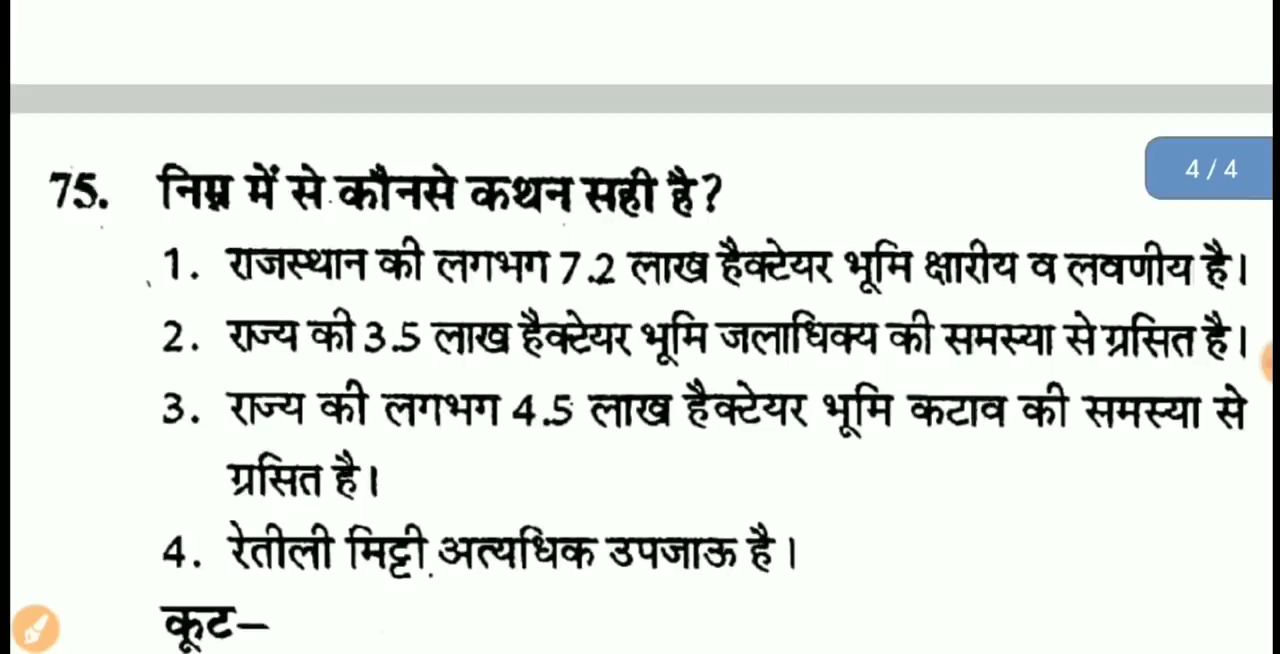 4 / 4
75. निम्न में से कौनसे कथन सही है?
1. राजस्थान की लगभग 7.2 लाख हैक्टेयर भूमि क्षारीय व लवणीय है।
2. राज्य की 3.5 लाख हैक्टेयर भूमि जलाधिक्य की समस्या से ग्रसित है।
3. राज्य की लगभग 4.5 लाख हैक्टेयर भूमि कटाव की समस्या से
ग्रसित है।
4. रेतीली मिट्टी अत्यधिक उपजाऊ है।
कूट–